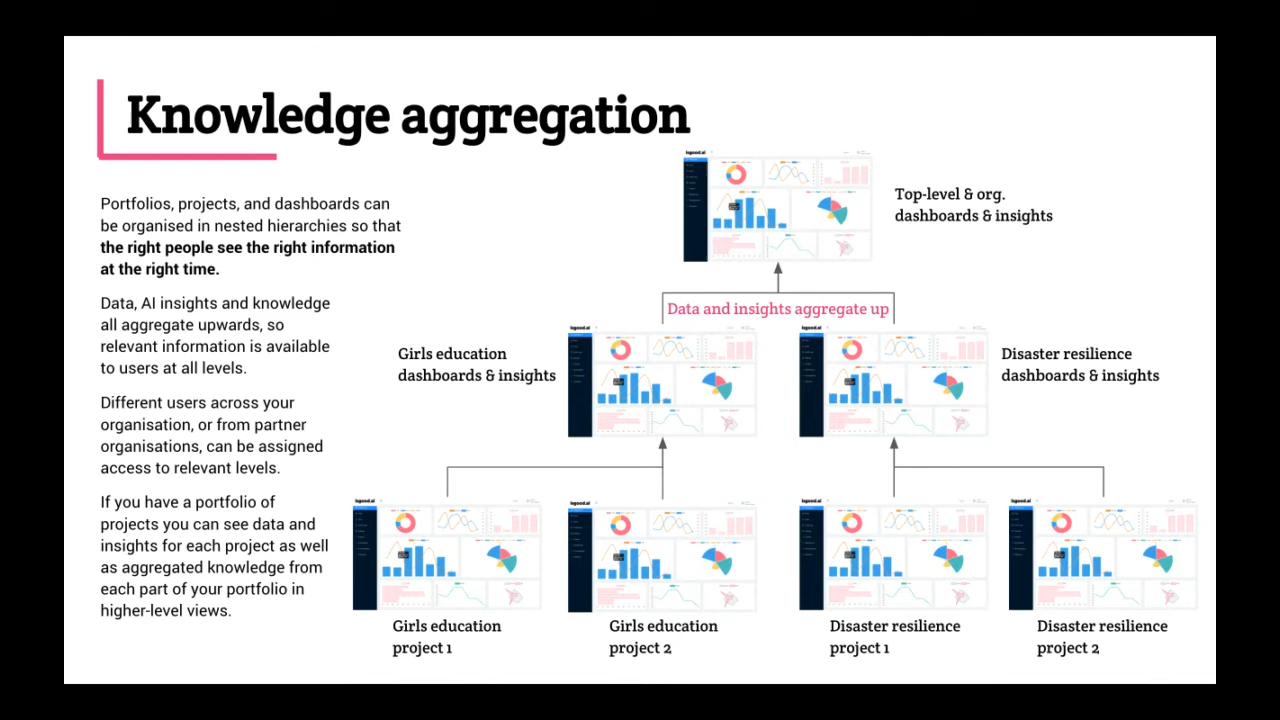 Knowledge aggregation
Portfolios, projects, and dashboards can
be organised in nested hierarchies so that
the right people see the right information
at the right time.
Data, AI insights and knowledge
all aggregate upwards, so
relevant information is available
to users at all levels.
Different users across your
organisation, or from partner
organisations, can be assigned
access to relevant levels.
If you have a portfolio of
projects you can see data and
insights for each project as well
as aggregated knowledge from
each part of your portfolio in
higher-level views.
Top-level & org.
dashboards & insights
Data and insights aggregate up
Girls education
dashboards & insights
Disaster resilience
dashboards & insights
Girls education
project 1
Girls education
project 2
Disaster resilience
project 1
Disaster resilience
project 2